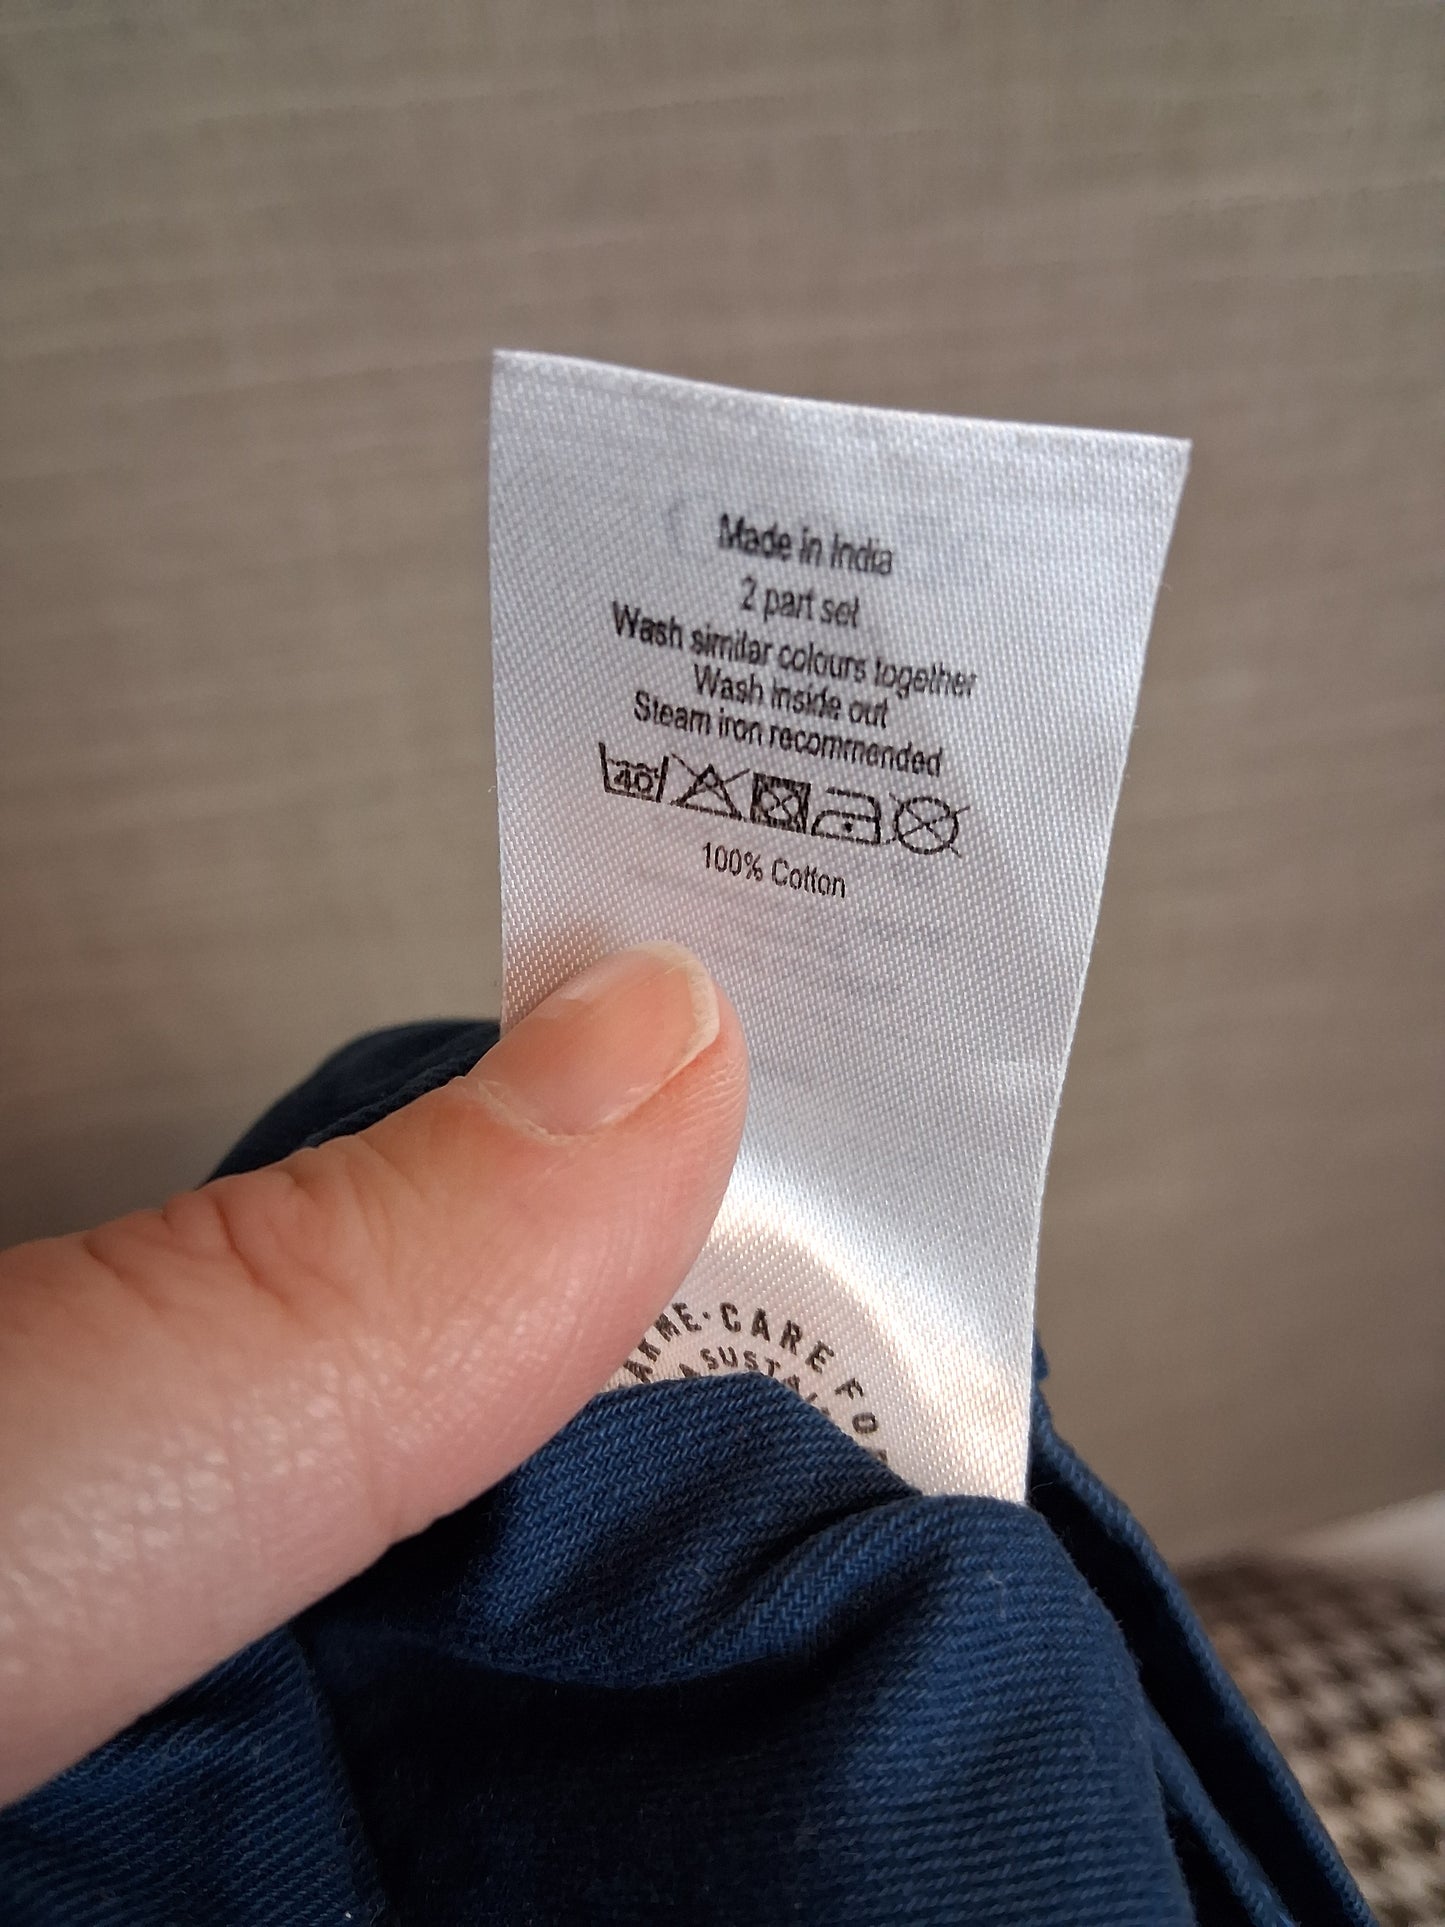 Made in India
2 part set
Wash similar colours together
Wash inside out
Steam iron recommended
40
100% Cotton
CARE